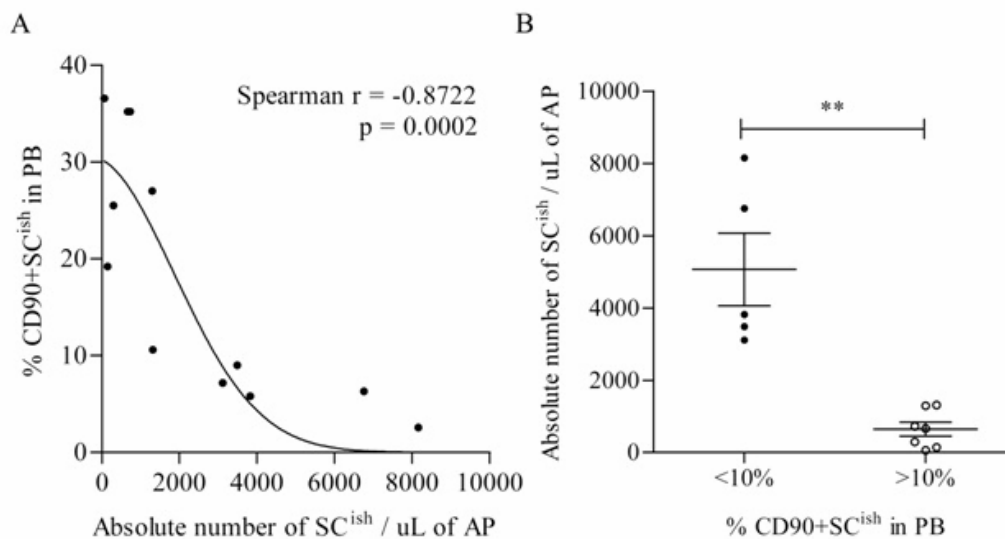 A
40
30
20
10
0
% CD90+SC^ish in PB
Spearman r = -0.8722
p = 0.0002
0 2000 4000 6000 8000 10000
Absolute number of SC^ish / uL of AP
B
10000
8000
6000
4000
2000
0
Absolute number of SC^ish / uL of AP
**
<10% >10%
% CD90+SC^ish in PB